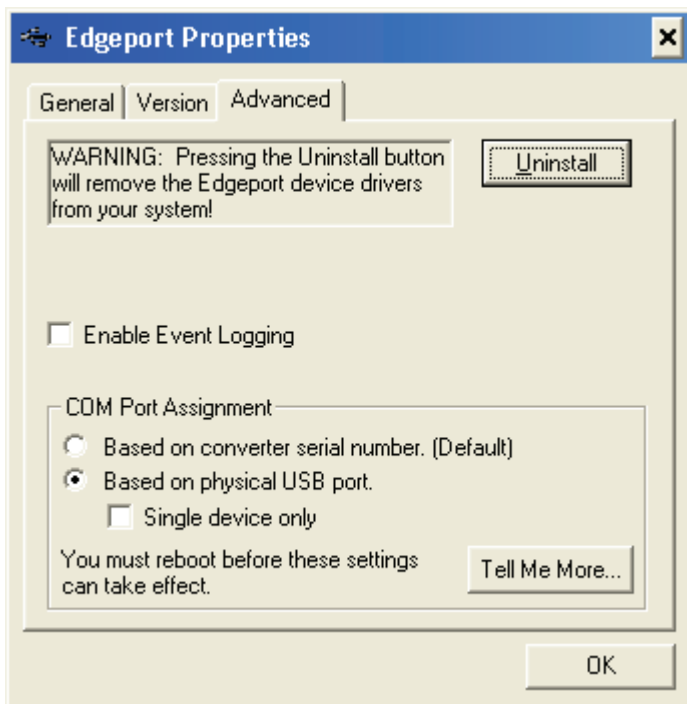 Edgeport Properties
General
Version
Advanced
WARNING: Pressing the Uninstall button
will remove the Edgeport device drivers
from your system!
Uninstall
Enable Event Logging
COM Port Assignment
Based on converter serial number. (Default)
Based on physical USB port.
Single device only
You must reboot before these settings
can take effect.
Tell Me More...
OK